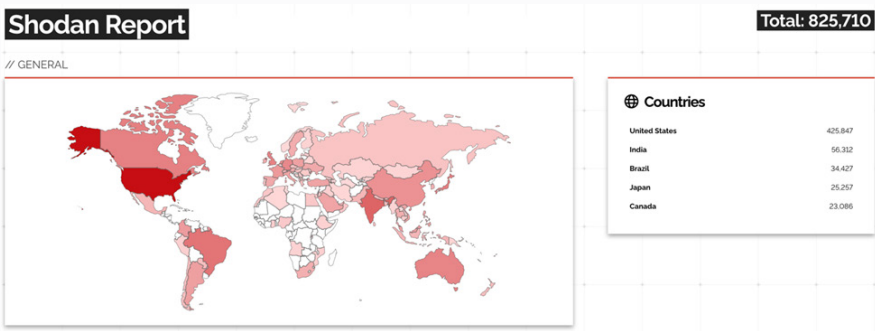 Shodan Report
Total: 825,710
// GENERAL
Countries
United States 425,847
India 56,312
Brazil 34,427
Japan 25,257
Canada 23,086